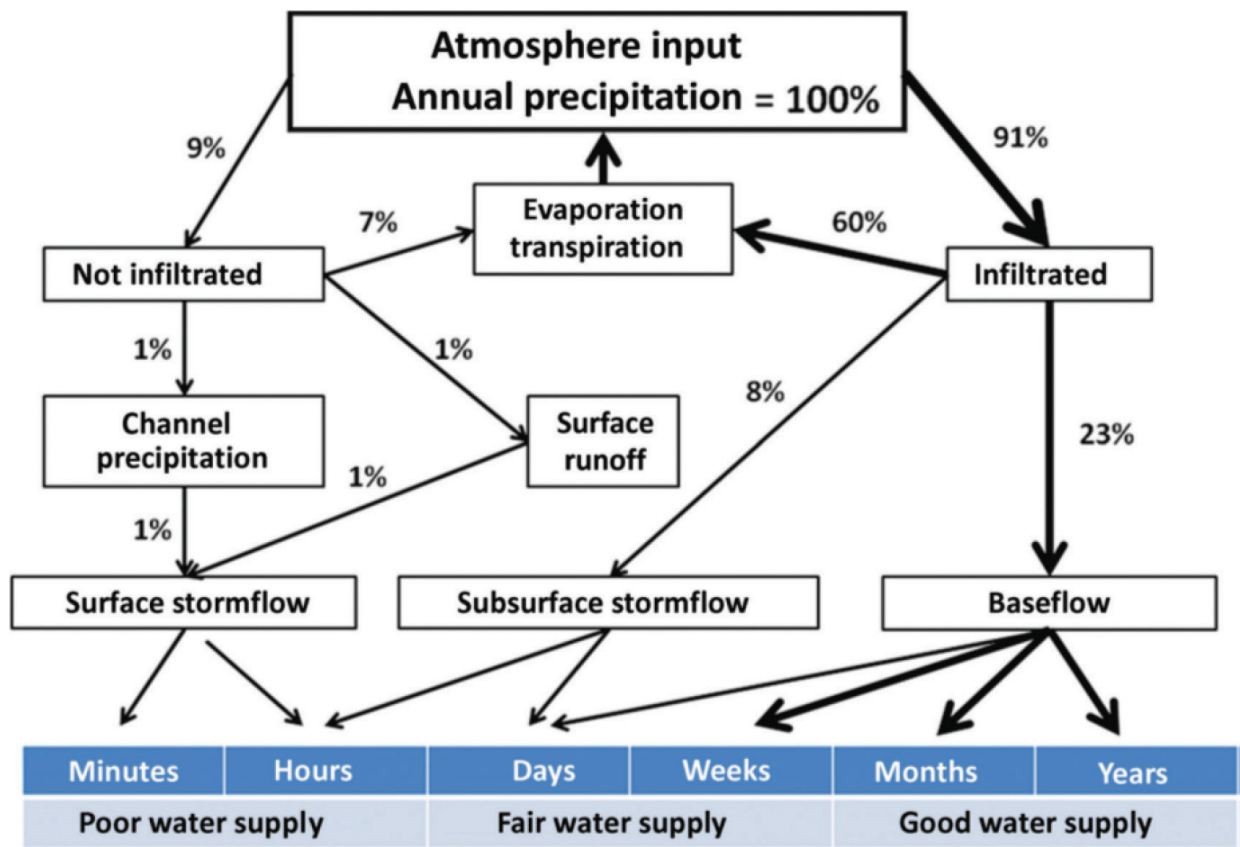 Atmosphere input
Annual precipitation = 100%
9%
91%
7%
Evaporation
transpiration
60%
Not infiltrated
Infiltrated
1%
1%
8%
Channel
precipitation
Surface
runoff
23%
1%
1%
Surface stormflow
Subsurface stormflow
Baseflow
Minutes
Hours
Days
Weeks
Months
Years
Poor water supply
Fair water supply
Good water supply